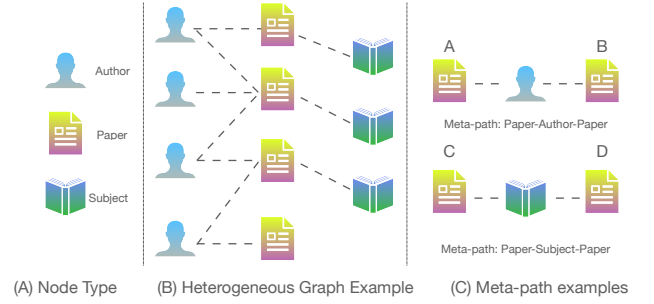 Author
Paper
Subject
(A) Node Type
(B) Heterogeneous Graph Example
A
B
Meta-path: Paper-Author-Paper
C
D
Meta-path: Paper-Subject-Paper
(C) Meta-path examples